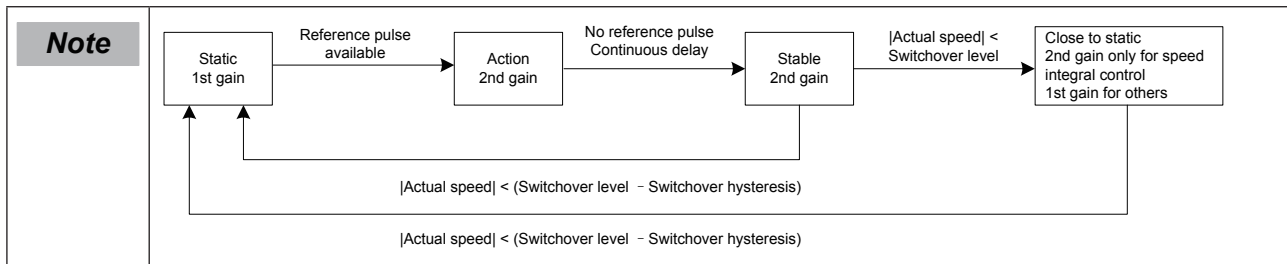 Note
Static
1st gain
Reference pulse
available
Action
2nd gain
No reference pulse
Continuous delay
Stable
2nd gain
|Actual speed| <
Switchover level
Close to static
2nd gain only for speed
integral control
1st gain for others
|Actual speed| < (Switchover level – Switchover hysteresis)
|Actual speed| < (Switchover level – Switchover hysteresis)